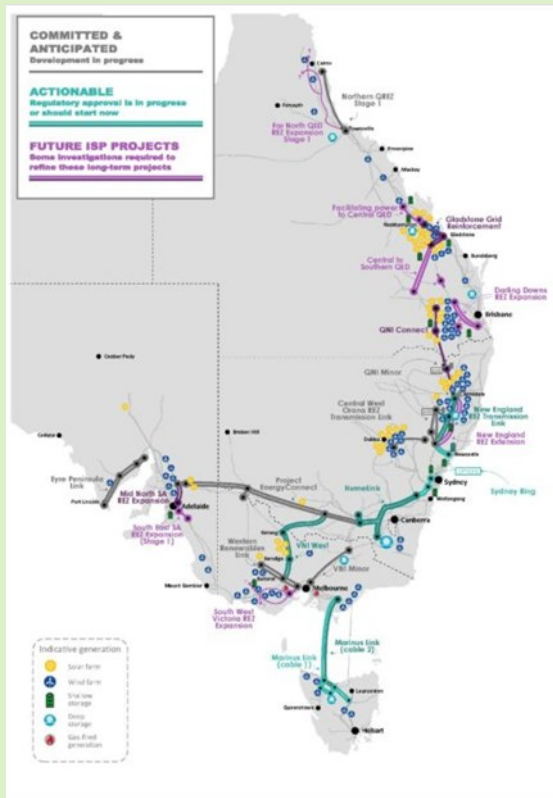 COMMITTED &
ANTICIPATED
Development in progress
ACTIONABLE
Regulatory approval is in progress
or should start now
FUTURE ISP PROJECTS
Some investigations required to
refine these long-term projects
Cairns
Forsayth
Northern QREZ
Stage 1
Townsville
Far North QLD
REZ Expansion
Stage 1
Proserpine
Mackay
Facilitating power
to Central QLD
Gladstone Grid
Reinforcement
Gladstone
Central to
Southern QLD
Bundaberg
Darling Downs
REZ Expansion
Brisbane
QNI Connect
Coober Pedy
QNI Minor
Central West
Orana REZ
Transmission Link
Dubbo
New England
REZ Transmission
Link
New England
REZ Extension
Newcastle
Ceduna
Broken Hill
Eyre Peninsula
Link
Port Lincoln
Mid North SA
REZ Expansion
Adelaide
Project
EnergyConnect
HumeLink
Sydney
Wollongong
Sydney Ring
South East SA
REZ Expansion
(Stage 1)
Canberra
Western
Renewables
Link
Kerang
Bendigo
VNI West
VNI Minor
Mount Gambier
Ballarat
Melbourne
South West
Victoria REZ
Expansion
Marinus Link
(cable 1)
Marinus Link
(cable 2)
Launceston
Queenstown
Hobart
Indicative generation
Solar farm
Wind farm
Shallow
storage
Deep
storage
Gas-fired
generation